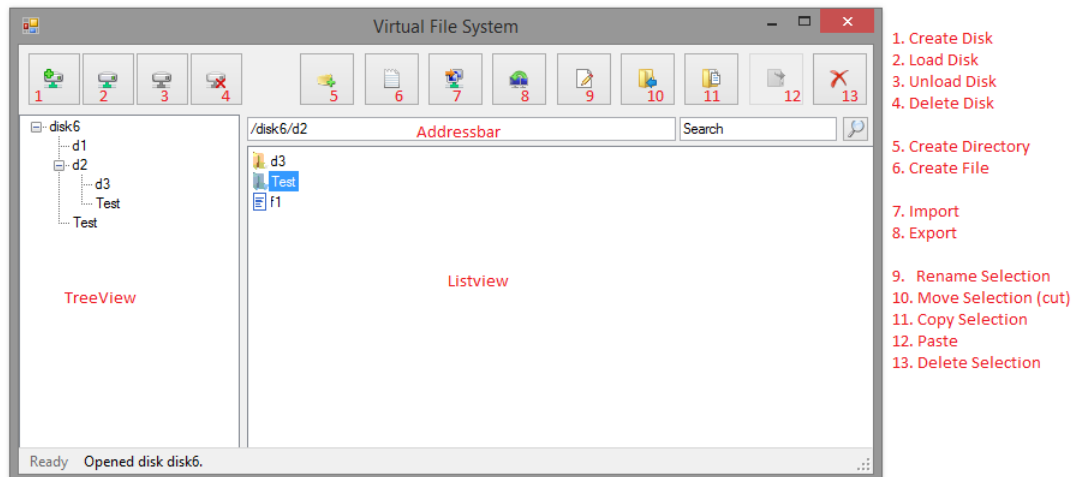 Virtual File System
1 2 3 4 5 6 7 8 9 10 11 12 13
disk6
d1
d2
d3
Test
Test
TreeView
/disk6/d2 Addressbar Search
d3
Test
f1
Listview
Ready Opened disk disk6.
1. Create Disk
2. Load Disk
3. Unload Disk
4. Delete Disk
5. Create Directory
6. Create File
7. Import
8. Export
9. Rename Selection
10. Move Selection (cut)
11. Copy Selection
12. Paste
13. Delete Selection